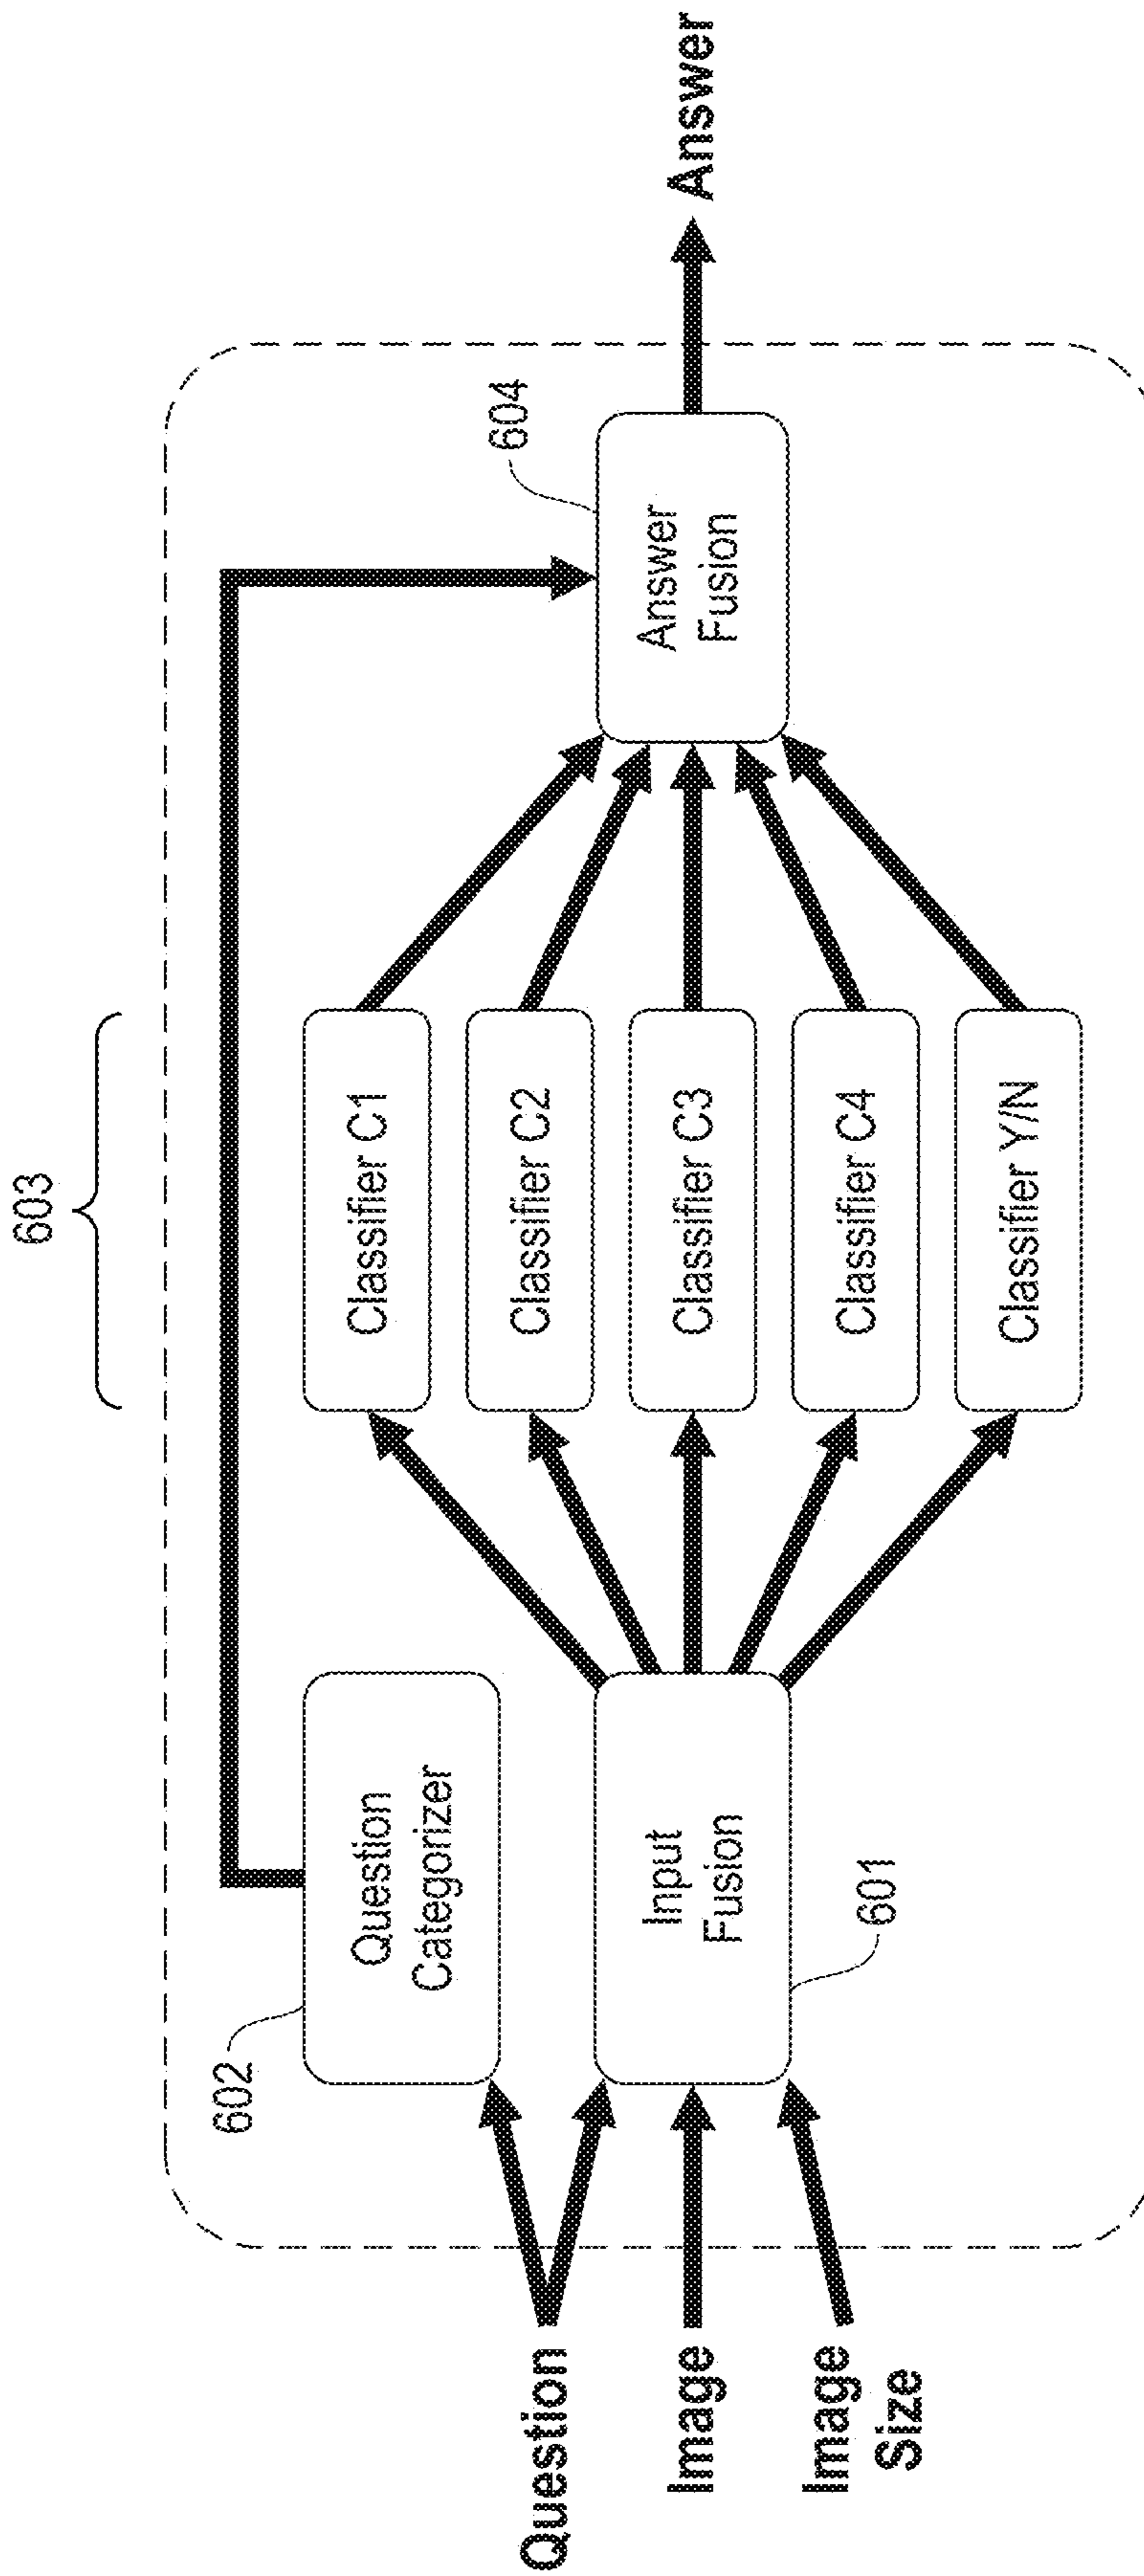 603
602
Question
Categorizer
Classifier C1
Classifier C2
Classifier C3
Classifier C4
Classifier Y/N
604
Answer
Fusion
Answer
Question
Image
Image
Size
Input
Fusion
601